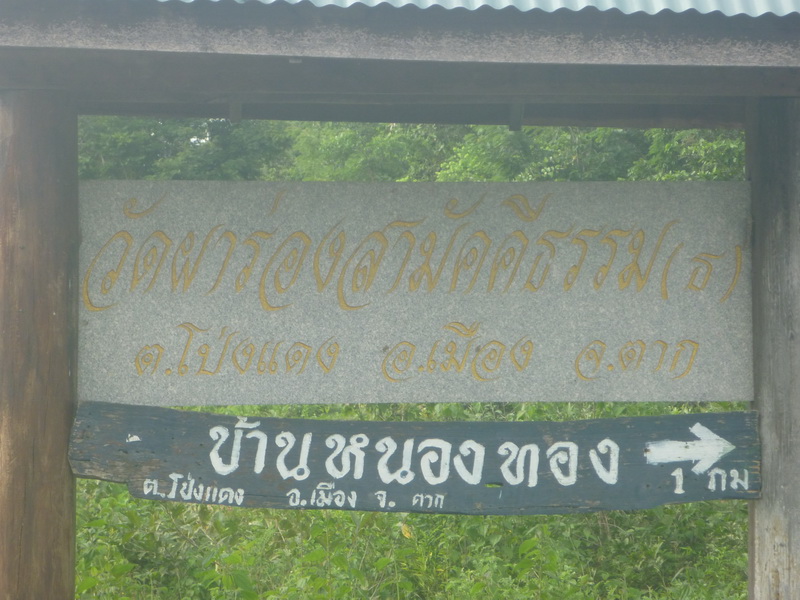 วัดผาร่องสามัคคีธรรม (ธ)
ต.โป่งแดง อ.เมือง จ.ตาก
บ้านหนองทอง
1 กม
ต.โป่งแดง อ.เมือง จ. ตาก